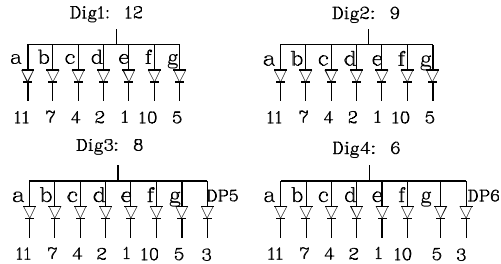 Dig1: 12 Dig2: 9
a b c d e f g a b c d e f g
11 7 4 2 1 10 5 11 7 4 2 1 10 5
Dig3: 8 Dig4: 6
a b c d e f g DP5 a b c d e f g DP6
11 7 4 2 1 10 5 3 11 7 4 2 1 10 5 3